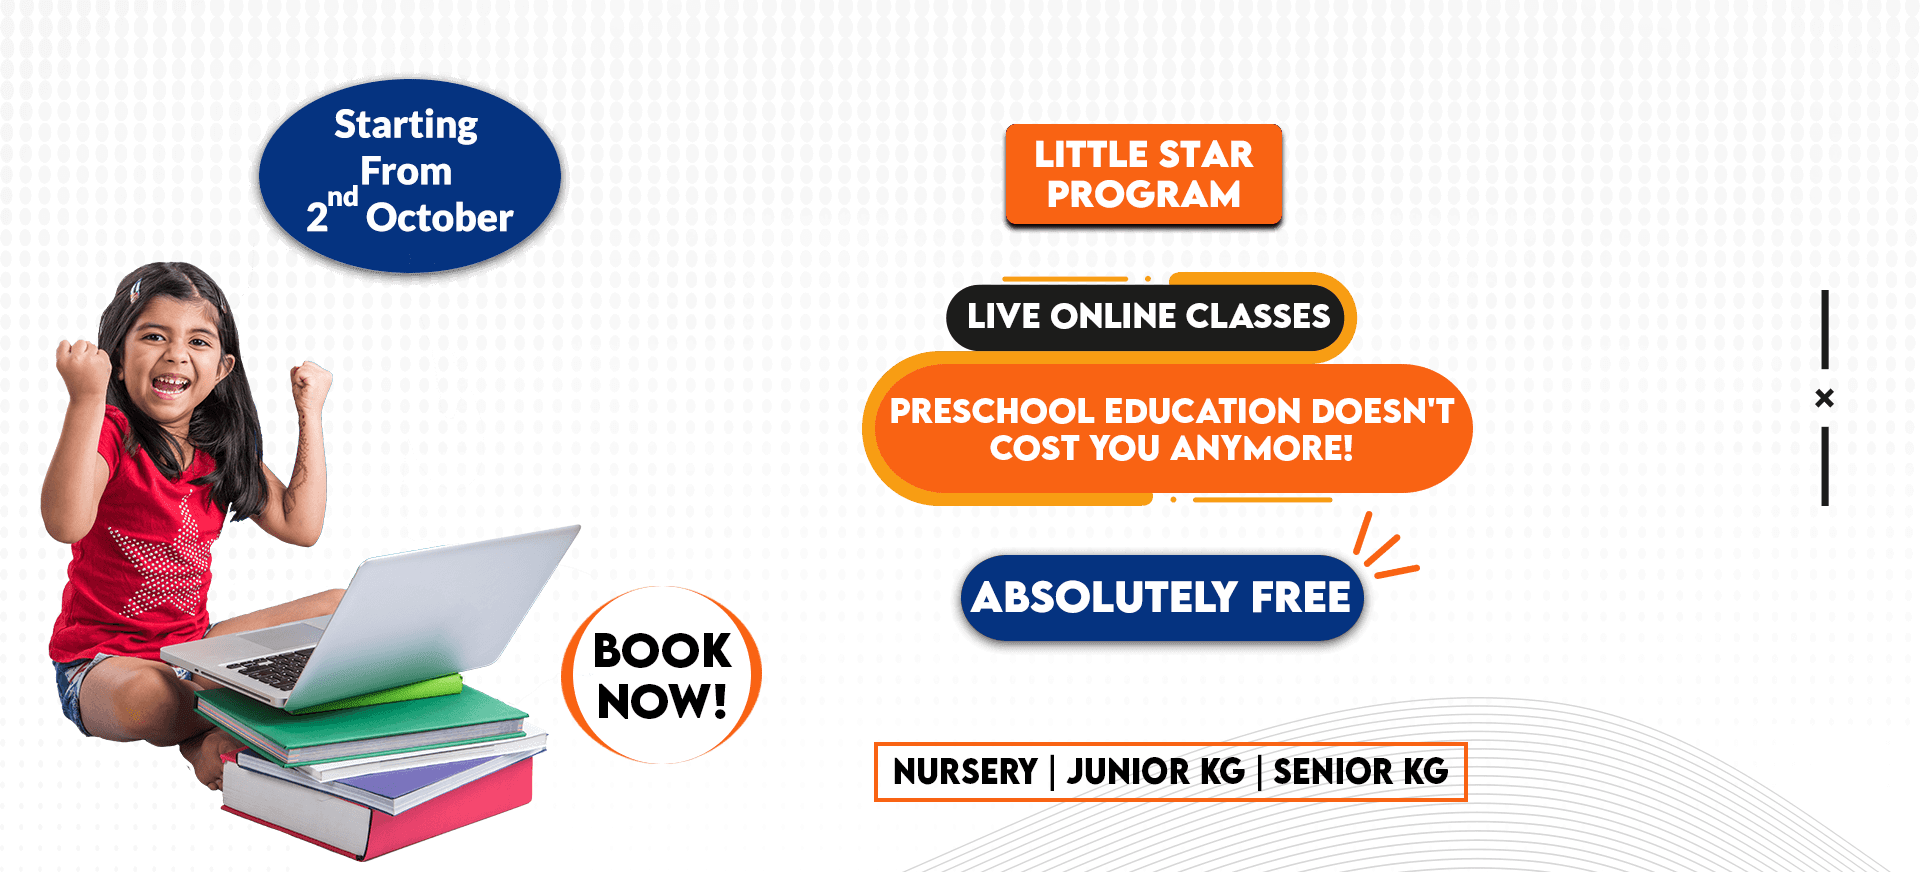 Starting
From
2nd October
LITTLE STAR
PROGRAM
LIVE ONLINE CLASSES
PRESCHOOL EDUCATION DOESN'T
COST YOU ANYMORE!
ABSOLUTELY FREE
BOOK
NOW!
NURSERY | JUNIOR KG | SENIOR KG